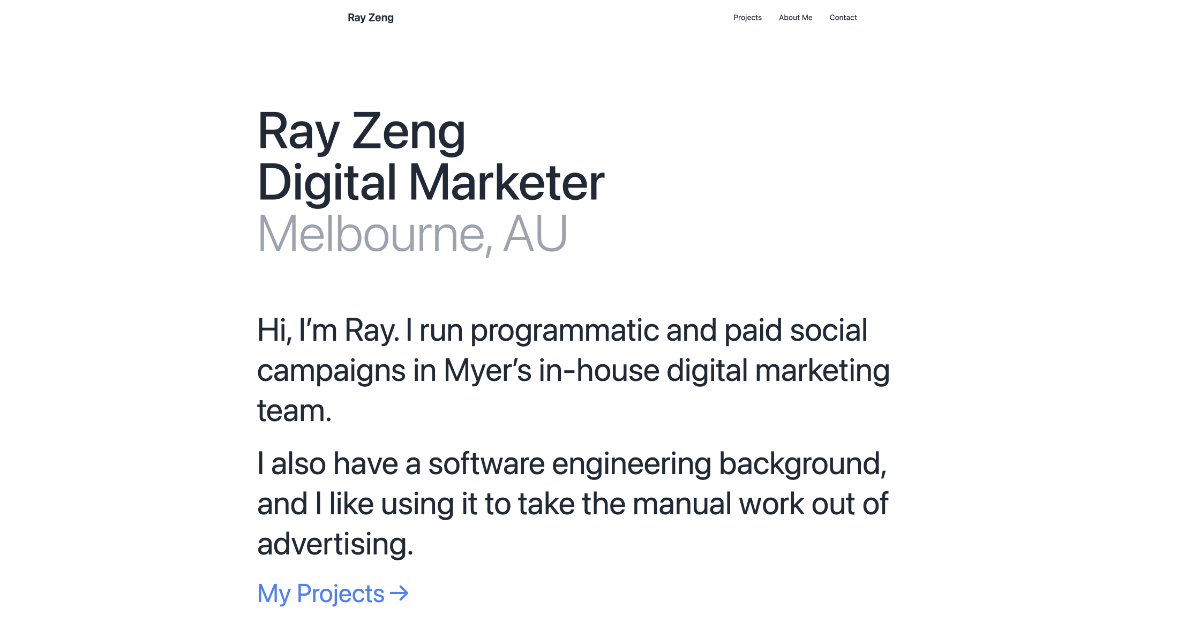 Ray Zeng
Projects About Me Contact
Ray Zeng
Digital Marketer
Melbourne, AU
Hi, I’m Ray. I run programmatic and paid social
campaigns in Myer’s in-house digital marketing
team.
I also have a software engineering background,
and I like using it to take the manual work out of
advertising.
My Projects →